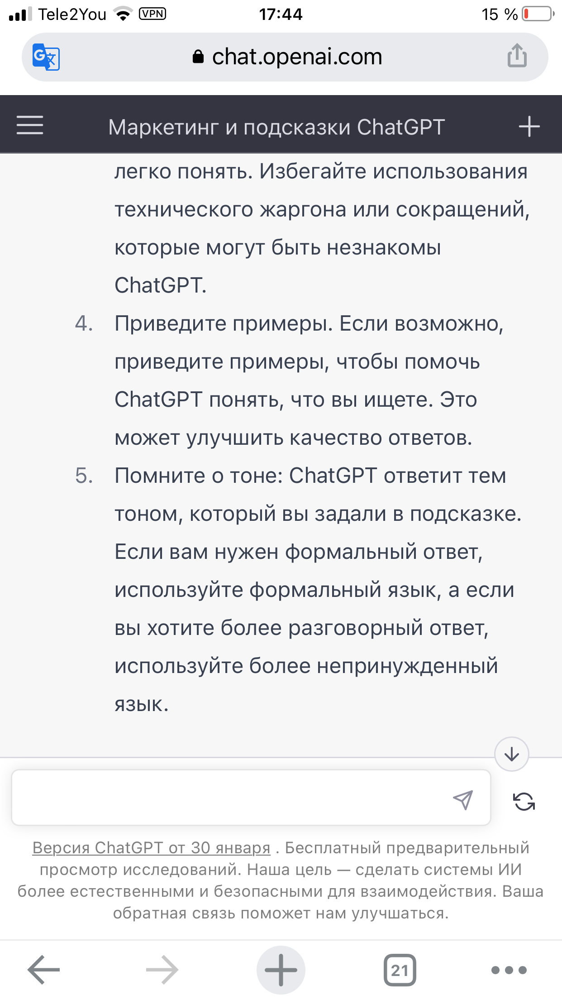 Tele2You VPN 17:44 15 %
chat.openai.com
Маркетинг и подсказки ChatGPT
легко понять. Избегайте использования
технического жаргона или сокращений,
которые могут быть незнакомы
ChatGPT.
4. Приведите примеры. Если возможно,
приведите примеры, чтобы помочь
ChatGPT понять, что вы ищете. Это
может улучшить качество ответов.
5. Помните о тоне: ChatGPT ответит тем
тоном, который вы задали в подсказке.
Если вам нужен формальный ответ,
используйте формальный язык, а если
вы хотите более разговорный ответ,
используйте более непринужденный
язык.
Версия ChatGPT от 30 января . Бесплатный предварительный
просмотр исследований. Наша цель — сделать системы ИИ
более естественными и безопасными для взаимодействия. Ваша
обратная связь поможет нам улучшаться.
21